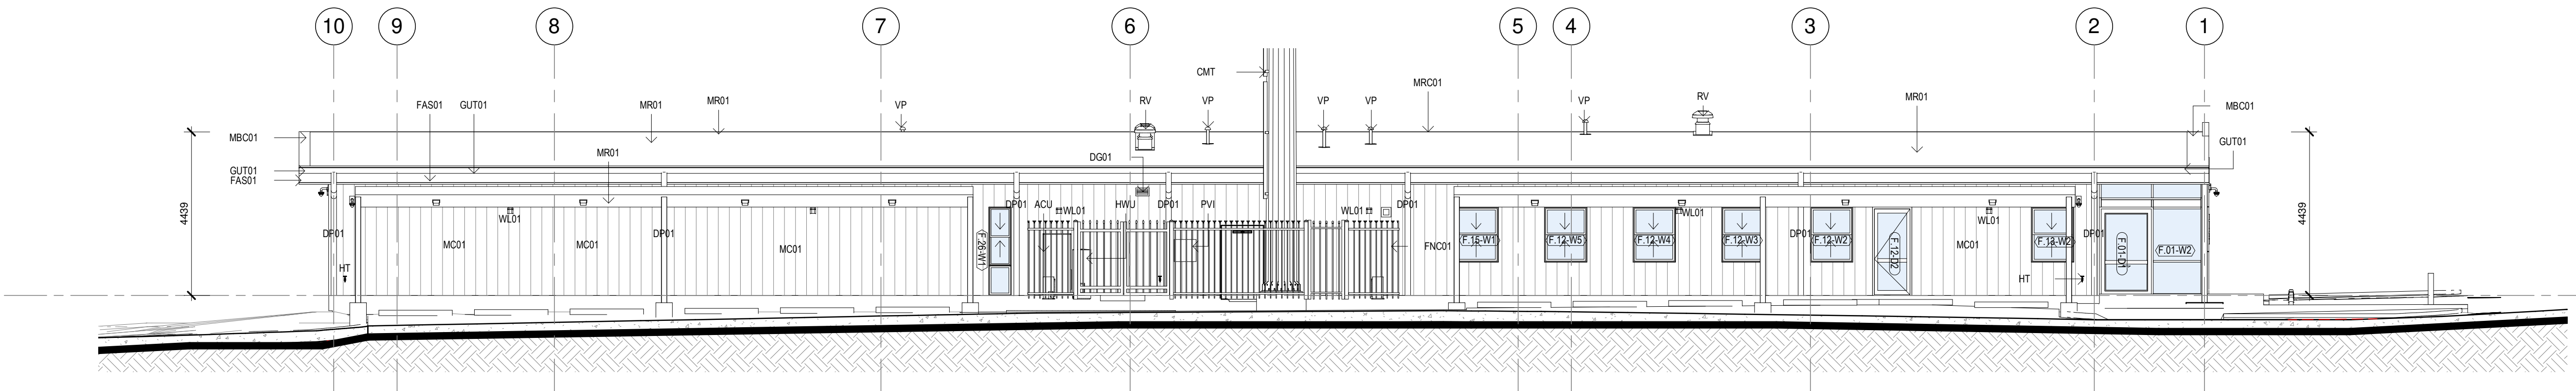 10
9
8
7
6
5
4
3
2
1
CMT
MRC01
FAS01
GUT01
MR01
MR01
VP
RV
VP
VP
VP
VP
RV
MR01
MBC01
MBC01
GUT01
MR01
DG01
GUT01
FAS01
4439
4439
WL01
DP01
ACU
WL01
HWU
DP01
PVI
WL01
DP01
WL01
WL01
DP01
MC01
MC01
DP01
MC01
F.26-W1
FNC01
F.15-W1
F.12-W5
F.12-W4
F.12-W3
DP01
F.12-W2
F.12-D2
MC01
F.13-W2
DP01
F.01-D1
F.01-W2
HT
HT